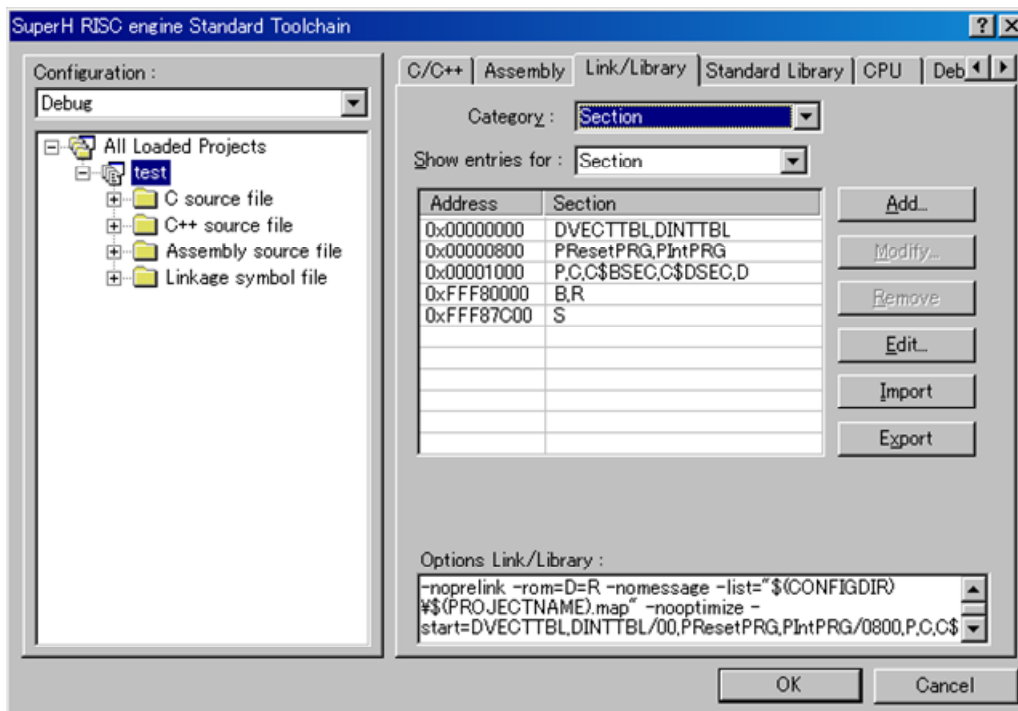 SuperH RISC engine Standard Toolchain
Configuration :
Debug
All Loaded Projects
test
C source file
C++ source file
Assembly source file
Linkage symbol file
C/C++ Assembly Link/Library Standard Library CPU Deb
Category : Section
Show entries for : Section
Address Section
0x00000000 DVECTTBL,DINTTBL
0x00000800 PResetPRG,PIntPRG
0x00001000 P,C,C$BSEC,C$DSEC,D
0xFFF80000 B,R
0xFFF87C00 S
Add...
Modify...
Remove
Edit...
Import
Export
Options Link/Library :
-noprelink -rom=D=R -nomessage -list="$(CONFIGDIR)
¥$(PROJECTNAME).map" -nooptimize -
start=DVECTTBL,DINTTBL/00,PResetPRG,PIntPRG/0800,P,C,C$
OK Cancel